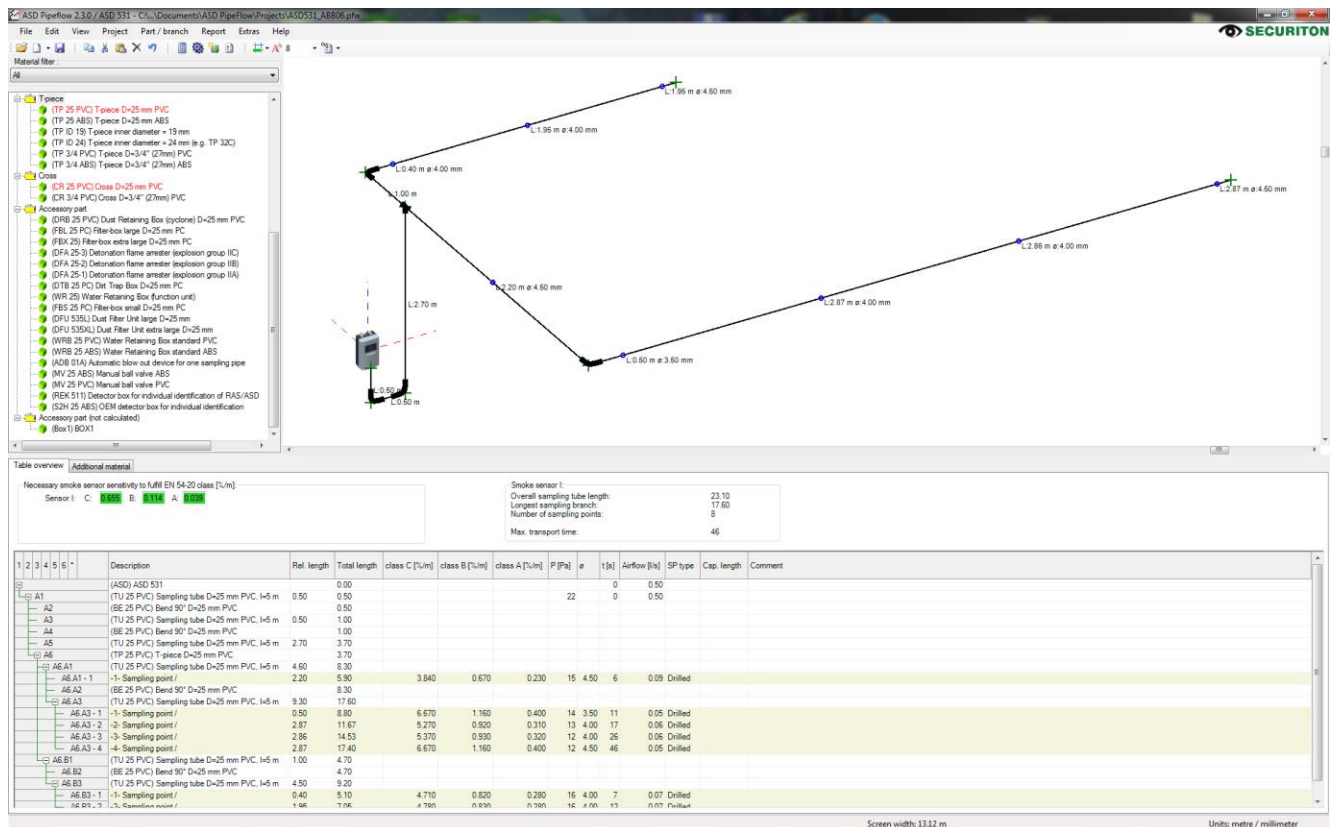 ASD Pipeflow 2.3.0 / ASD 531 - C:\...\Documents\ASD PipeFlow\Projects\ASD531_ABB06.pfw
File Edit View Project Part / branch Report Extras Help
SECURITON
Material filter :
All
T-piece
(TP 25 PVC) T-piece D=25 mm PVC
(TP 25 ABS) T-piece D=25 mm ABS
(TP ID 19) T-piece inner diameter = 19 mm
(TP ID 24) T-piece inner diameter = 24 mm (e.g. TP 32C)
(TP 3/4 PVC) T-piece D=3/4" (27mm) PVC
(TP 3/4 ABS) T-piece D=3/4" (27mm) ABS
Cross
(CR 25 PVC) Cross D=25 mm PVC
(CR 3/4 PVC) Cross D=3/4" (27mm) PVC
Accessory part
(DRB 25 PVC) Dust Retaining Box (cyclone) D=25 mm PVC
(FBL 25 PC) Filter-box large D=25 mm PC
(FBX 25) Filter-box extra large D=25 mm PC
(DFA 25-3) Detonation flame arrester (explosion group IIC)
(DFA 25-2) Detonation flame arrester (explosion group IIB)
(DFA 25-1) Detonation flame arrester (explosion group IIA)
(DTB 25 PC) Dirt Trap Box D=25 mm PC
(WR 25) Water Retaining Box (function unit)
(FBS 25 PC) Filter-box small D=25 mm PC
(DFU 535L) Dust Filter Unit large D=25 mm
(DFU 535XL) Dust Filter Unit extra large D=25 mm
(WRB 25 PVC) Water Retaining Box standard PVC
(WRB 25 ABS) Water Retaining Box standard ABS
(ADB 01A) Automatic blow out device for one sampling pipe
(MV 25 ABS) Manual ball valve ABS
(MV 25 PVC) Manual ball valve PVC
(REK 511) Detector box for individual identification of RAS/ASD
(S2H 25 ABS) OEM detector box for individual identification
Accessory part (not calculated)
(Box1) BOX1
L:1.95 m ø:4.50 mm
L:1.95 m ø:4.00 mm
L:0.40 m ø:4.00 mm
L:1.00 m
L:2.87 m ø:4.50 mm
L:2.86 m ø:4.00 mm
L:2.20 m ø:4.50 mm
L:2.87 m ø:4.00 mm
L:2.70 m
L:0.50 m ø:3.50 mm
L:0.50 m
L:0.50 m
Table overview Additional material
Necessary smoke sensor sensitivity to fulfill EN 54-20 class [%/m]:
Sensor I: C: 0.655 B: 0.114 A: 0.039
Smoke sensor I:
Overall sampling tube length: 23.10
Longest sampling branch: 17.60
Number of sampling points: 8
Max. transport time: 46
1 2 3 4 5 6 * Description Rel. length Total length class C [%/m] class B [%/m] class A [%/m] P [Pa] ø t [s] Airflow [l/s] SP type Cap. length Comment
(ASD) ASD 531 0.00 0 0.50
A1 (TU 25 PVC) Sampling tube D=25 mm PVC, l=5 m 0.50 0.50 22 0 0.50
A2 (BE 25 PVC) Bend 90° D=25 mm PVC 0.50
A3 (TU 25 PVC) Sampling tube D=25 mm PVC, l=5 m 0.50 1.00
A4 (BE 25 PVC) Bend 90° D=25 mm PVC 1.00
A5 (TU 25 PVC) Sampling tube D=25 mm PVC, l=5 m 2.70 3.70
A6 (TP 25 PVC) T-piece D=25 mm PVC 3.70
A6.A1 (TU 25 PVC) Sampling tube D=25 mm PVC, l=5 m 4.60 8.30
A6.A1 - 1 -1- Sampling point / 2.20 5.90 3.840 0.670 0.230 15 4.50 6 0.09 Drilled
A6.A2 (BE 25 PVC) Bend 90° D=25 mm PVC 8.30
A6.A3 (TU 25 PVC) Sampling tube D=25 mm PVC, l=5 m 9.30 17.60
A6.A3 - 1 -1- Sampling point / 0.50 8.80 6.670 1.160 0.400 14 3.50 11 0.05 Drilled
A6.A3 - 2 -2- Sampling point / 2.87 11.67 5.270 0.920 0.310 13 4.00 17 0.06 Drilled
A6.A3 - 3 -3- Sampling point / 2.86 14.53 5.370 0.930 0.320 12 4.00 26 0.06 Drilled
A6.A3 - 4 -4- Sampling point / 2.87 17.40 6.670 1.160 0.400 12 4.50 46 0.05 Drilled
A6.B1 (TU 25 PVC) Sampling tube D=25 mm PVC, l=5 m 1.00 4.70
A6.B2 (BE 25 PVC) Bend 90° D=25 mm PVC 4.70
A6.B3 (TU 25 PVC) Sampling tube D=25 mm PVC, l=5 m 4.50 9.20
A6.B3 - 1 -1- Sampling point / 0.40 5.10 4.710 0.820 0.280 16 4.00 7 0.07 Drilled
A6.B3 - 2 -2- Sampling point / 1.95 7.05 4.780 0.830 0.280 16 4.00 12 0.07 Drilled
Screen width: 13.12 m Units: metre / millimeter